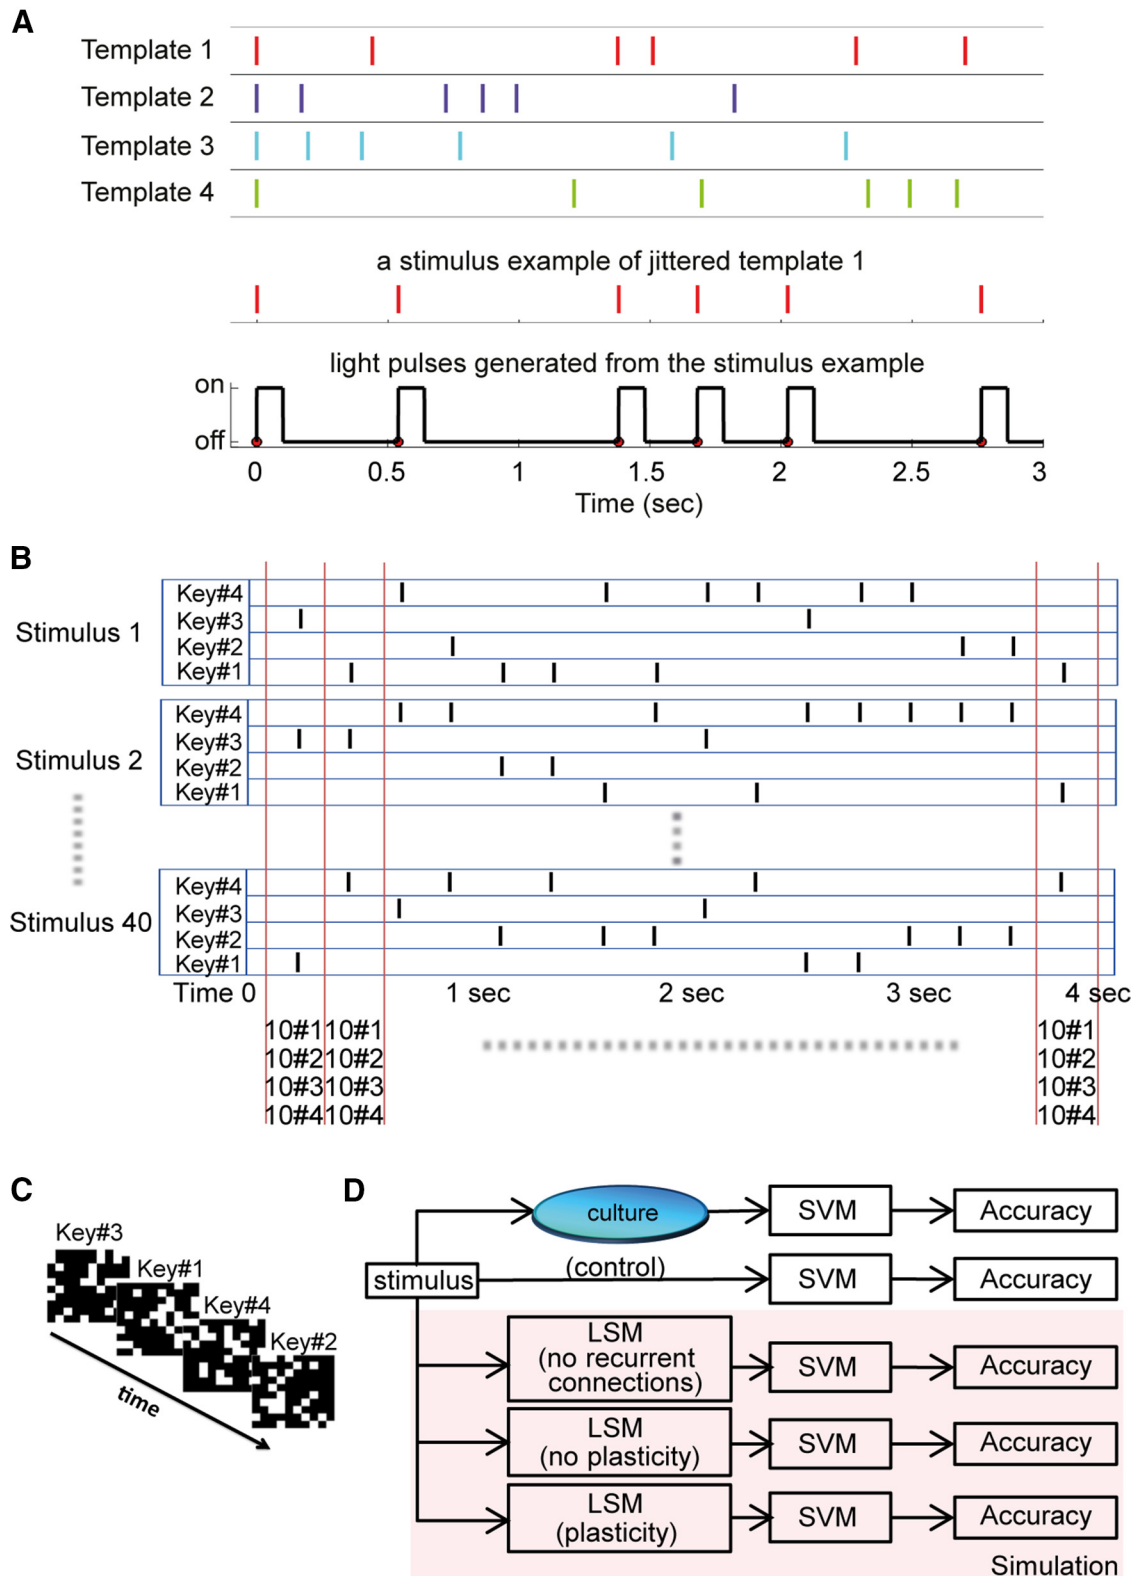 A
Template 1
Template 2
Template 3
Template 4
a stimulus example of jittered template 1
light pulses generated from the stimulus example
on
off
0 0.5 1 1.5 2 2.5 3
Time (sec)
B
Stimulus 1
Key#4
Key#3
Key#2
Key#1
Stimulus 2
Key#4
Key#3
Key#2
Key#1
Stimulus 40
Key#4
Key#3
Key#2
Key#1
Time 0 1 sec 2 sec 3 sec 4 sec
10#1 10#1 10#1
10#2 10#2 10#2
10#3 10#3 10#3
10#4 10#4 10#4
C
Key#3
Key#1
Key#4
Key#2
time
D
stimulus
culture SVM Accuracy
(control) SVM Accuracy
LSM
(no recurrent
connections)
SVM Accuracy
LSM
(no plasticity)
SVM Accuracy
LSM
(plasticity)
SVM Accuracy
Simulation